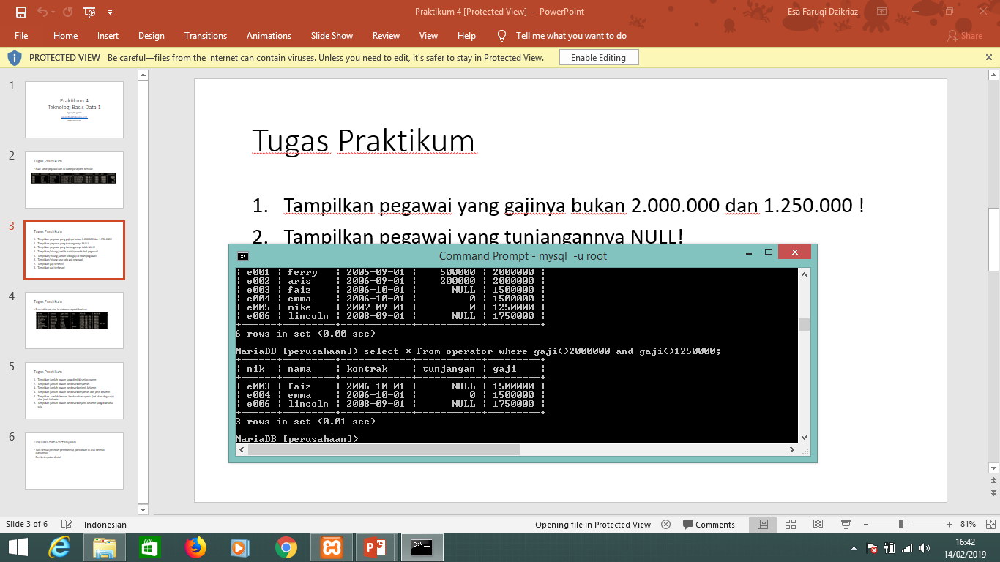 Praktikum 4 [Protected View] - PowerPoint
Esa Faruqi Dzikriaz
File Home Insert Design Transitions Animations Slide Show Review View Help Tell me what you want to do Share
PROTECTED VIEW Be careful—files from the Internet can contain viruses. Unless you need to edit, it's safer to stay in Protected View. Enable Editing
1
Praktikum 4
Teknologi Basis Data 1
2
Tugas Praktikum
3
Tugas Praktikum
4
Tugas Praktikum
5
Tugas Praktikum
6
Evaluasi dan Pertanyaan
Tugas Praktikum
1. Tampilkan pegawai yang gajinya bukan 2.000.000 dan 1.250.000 !
2. Tampilkan pegawai yang tunjangannya NULL!
Command Prompt - mysql -u root
| e001 | ferry | 2005-09-01 | 500000 | 2000000 |
| e002 | aris | 2006-09-01 | 200000 | 2000000 |
| e003 | faiz | 2006-10-01 | NULL | 1500000 |
| e004 | emma | 2006-10-01 | 0 | 1500000 |
| e005 | mike | 2007-09-01 | 0 | 1250000 |
| e006 | lincoln | 2008-09-01 | NULL | 1750000 |
6 rows in set (0.00 sec)
MariaDB [perusahaan]> select * from operator where gaji<>2000000 and gaji<>1250000;
| nik | nama | kontrak | tunjangan | gaji |
| e003 | faiz | 2006-10-01 | NULL | 1500000 |
| e004 | emma | 2006-10-01 | 0 | 1500000 |
| e006 | lincoln | 2008-09-01 | NULL | 1750000 |
3 rows in set (0.01 sec)
MariaDB [perusahaan]>
Slide 3 of 6 Indonesian Opening file in Protected View Comments 81%
16:42
14/02/2019